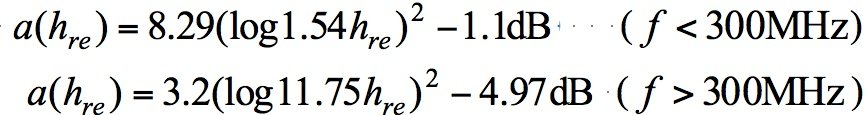 a(h_re) = 8.29(log1.54h_re)² − 1.1dB (f < 300MHz)
a(h_re) = 3.2(log11.75h_re)² − 4.97dB (f > 300MHz)